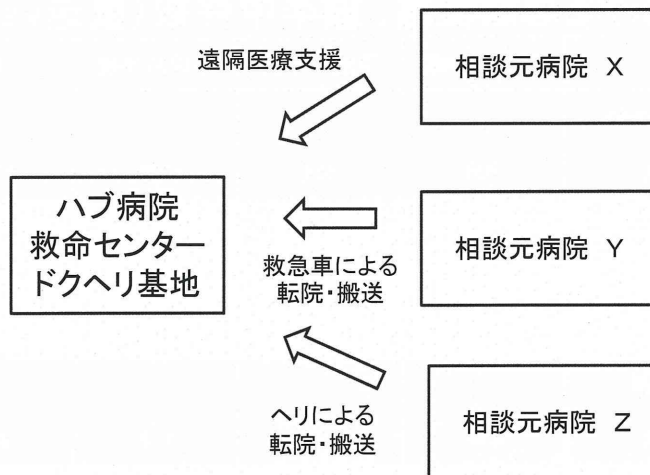 遠隔医療支援
相談元病院 X
ハブ病院
救命センター
ドクヘリ基地
相談元病院 Y
救急車による
転院・搬送
ヘリによる
転院・搬送
相談元病院 Z